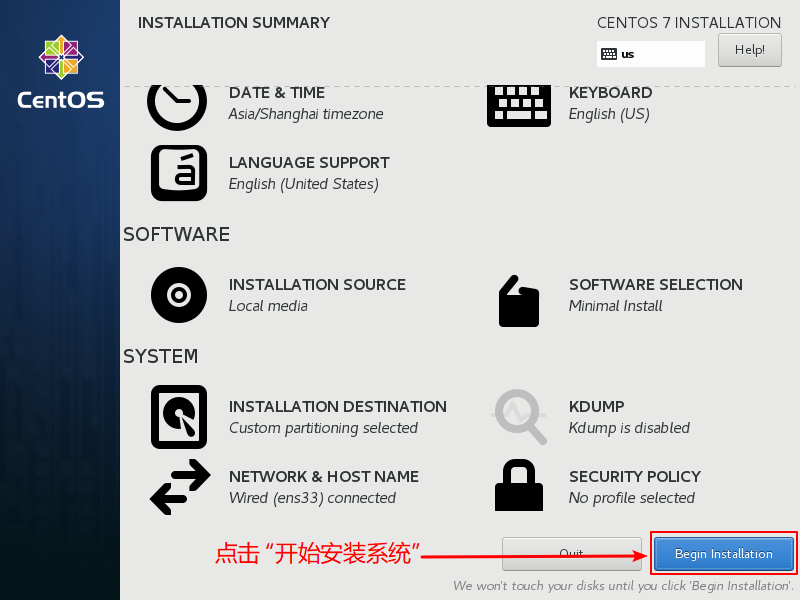 INSTALLATION SUMMARY
CENTOS 7 INSTALLATION
us
Help!
CentOS
DATE & TIME
Asia/Shanghai timezone
KEYBOARD
English (US)
LANGUAGE SUPPORT
English (United States)
SOFTWARE
INSTALLATION SOURCE
Local media
SOFTWARE SELECTION
Minimal Install
SYSTEM
INSTALLATION DESTINATION
Custom partitioning selected
KDUMP
Kdump is disabled
NETWORK & HOST NAME
Wired (ens33) connected
SECURITY POLICY
No profile selected
点击 “开始安装系统”
Quit
Begin Installation
We won't touch your disks until you click 'Begin Installation'.